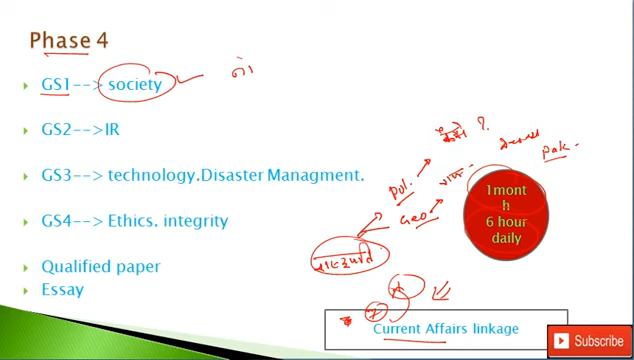 Phase 4
GS1--> society
GS2-->IR
GS3--> technology.Disaster Managment.
GS4--> Ethics. integrity
Qualified paper
Essay
pol.
Geo
pak.
1mont
h
6 hour
daily
Current Affairs linkage
Subscribe